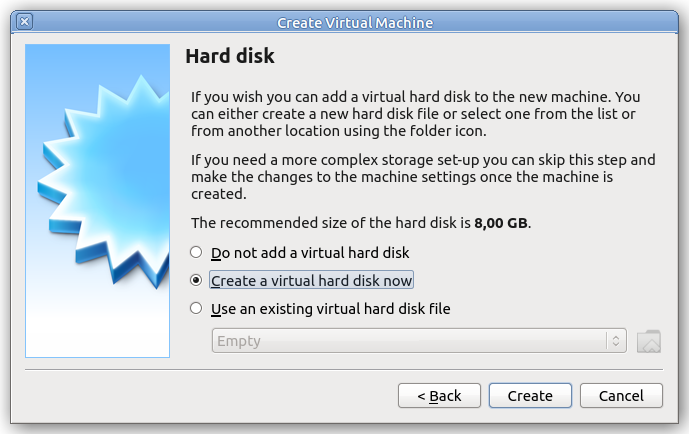 Create Virtual Machine
Hard disk
If you wish you can add a virtual hard disk to the new machine. You
can either create a new hard disk file or select one from the list or
from another location using the folder icon.
If you need a more complex storage set-up you can skip this step and
make the changes to the machine settings once the machine is
created.
The recommended size of the hard disk is 8,00 GB.
Do not add a virtual hard disk
Create a virtual hard disk now
Use an existing virtual hard disk file
Empty
< Back
Create
Cancel